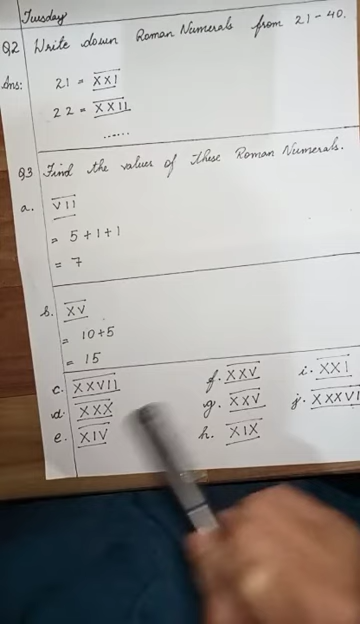 Tuesday
Q2 Write down Roman Numerals from 21-40.
Ans: 21 = XXI
22 = XXII
......
Q3 Find the values of these Roman Numerals.
a. VII
= 5+1+1
= 7
b. XV
= 10+5
= 15
c. XXVII f. XXV i. XXI
d. XXX g. XXV j. XXXVI
e. XIV h. XIX